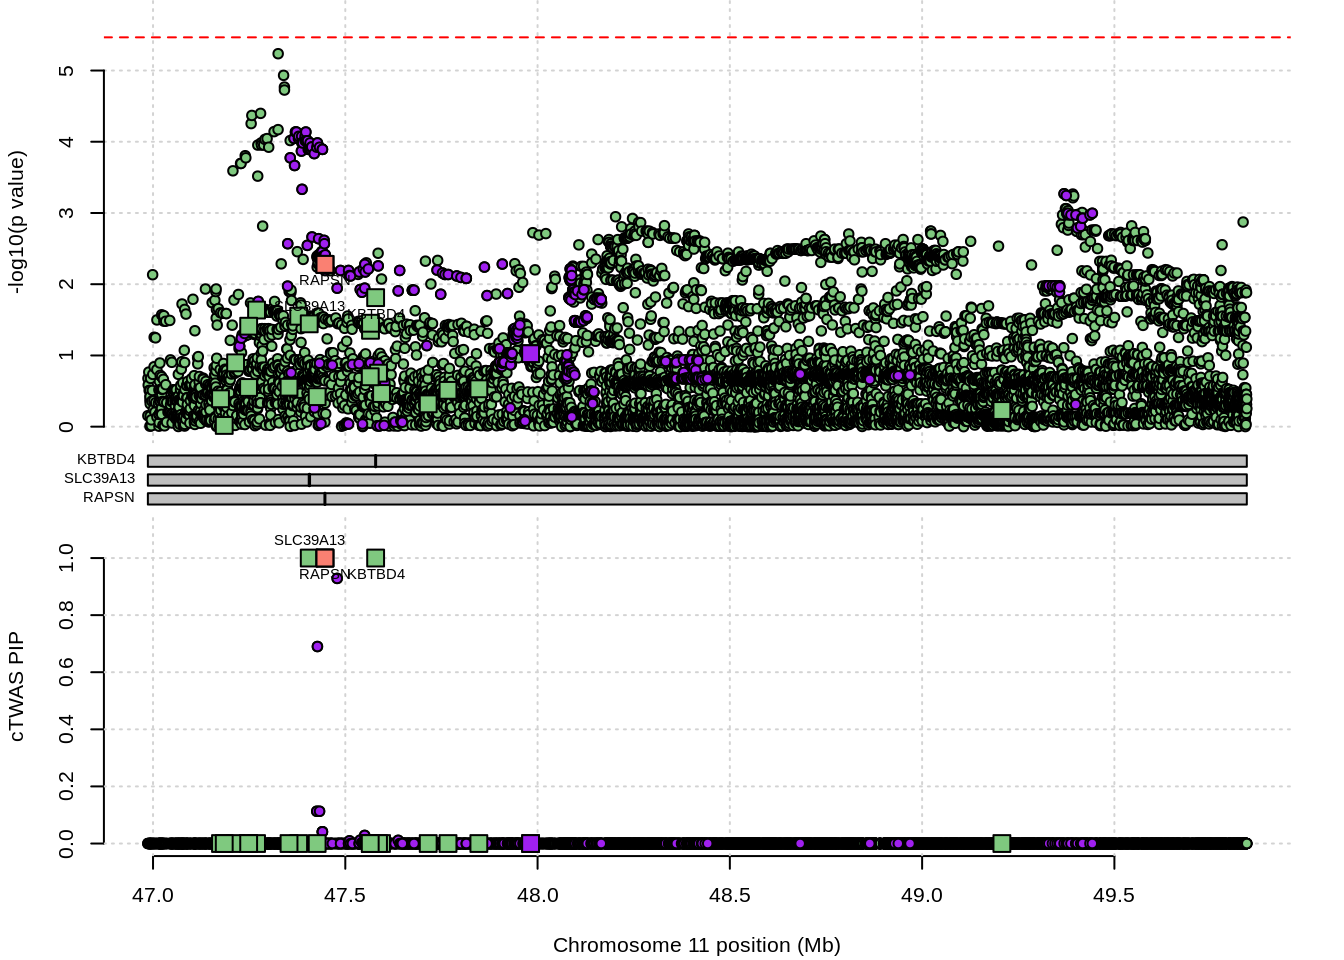 5
4
3
2
1
0
-log10(p value)
RAPSN
SLC39A13
KBTBD4
KBTBD4
SLC39A13
RAPSN
SLC39A13
RAPSN
KBTBD4
1.0
0.8
0.6
0.4
0.2
0.0
cTWAS PIP
47.0 47.5 48.0 48.5 49.0 49.5
Chromosome 11 position (Mb)